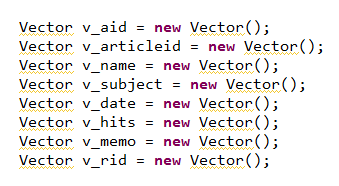 Vector v_aid = new Vector();
Vector v_articleid = new Vector();
Vector v_name = new Vector();
Vector v_subject = new Vector();
Vector v_date = new Vector();
Vector v_hits = new Vector();
Vector v_memo = new Vector();
Vector v_rid = new Vector();